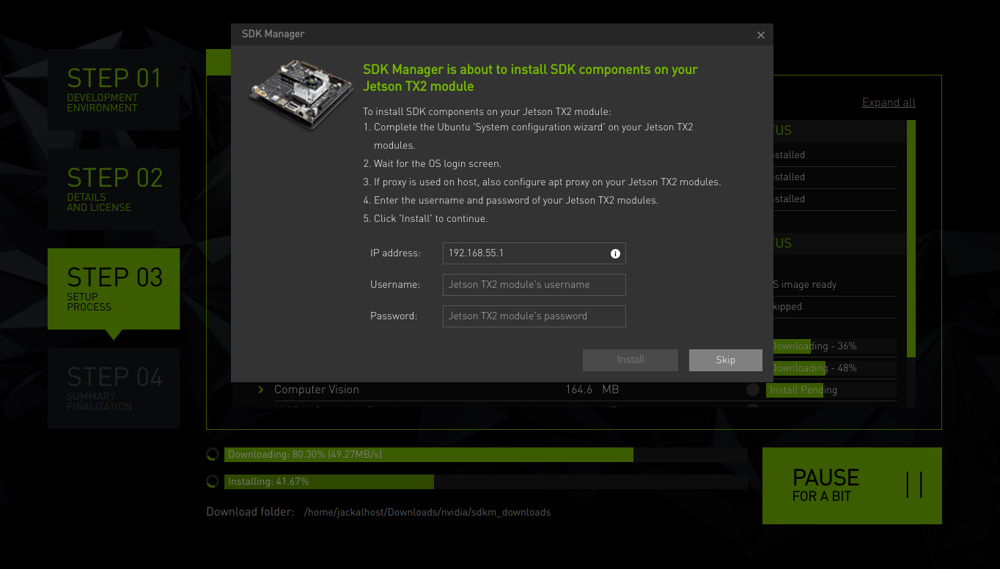 SDK Manager
SDK Manager is about to install SDK components on your
Jetson TX2 module
To install SDK components on your Jetson TX2 module:
1. Complete the Ubuntu 'System configuration wizard' on your Jetson TX2
modules.
2. Wait for the OS login screen.
3. If proxy is used on host, also configure apt proxy on your Jetson TX2 modules.
4. Enter the username and password of your Jetson TX2 modules.
5. Click 'Install' to continue.
IP address: 192.168.55.1
Username: Jetson TX2 module's username
Password: Jetson TX2 module's password
Install Skip
STEP 01
DEVELOPMENT
ENVIRONMENT
STEP 02
DETAILS
AND LICENSE
STEP 03
SETUP
PROCESS
STEP 04
SUMMARY
FINALIZATION
Expand all
TUS
stalled
stalled
stalled
TUS
S image ready
kipped
Downloading - 36%
Downloading - 48%
Computer Vision 164.6 MB Install Pending
Downloading: 80.30% (49.27MB/s)
Installing: 41.67%
Download folder: /home/jackalhost/Downloads/nvidia/sdkm_downloads
PAUSE
FOR A BIT